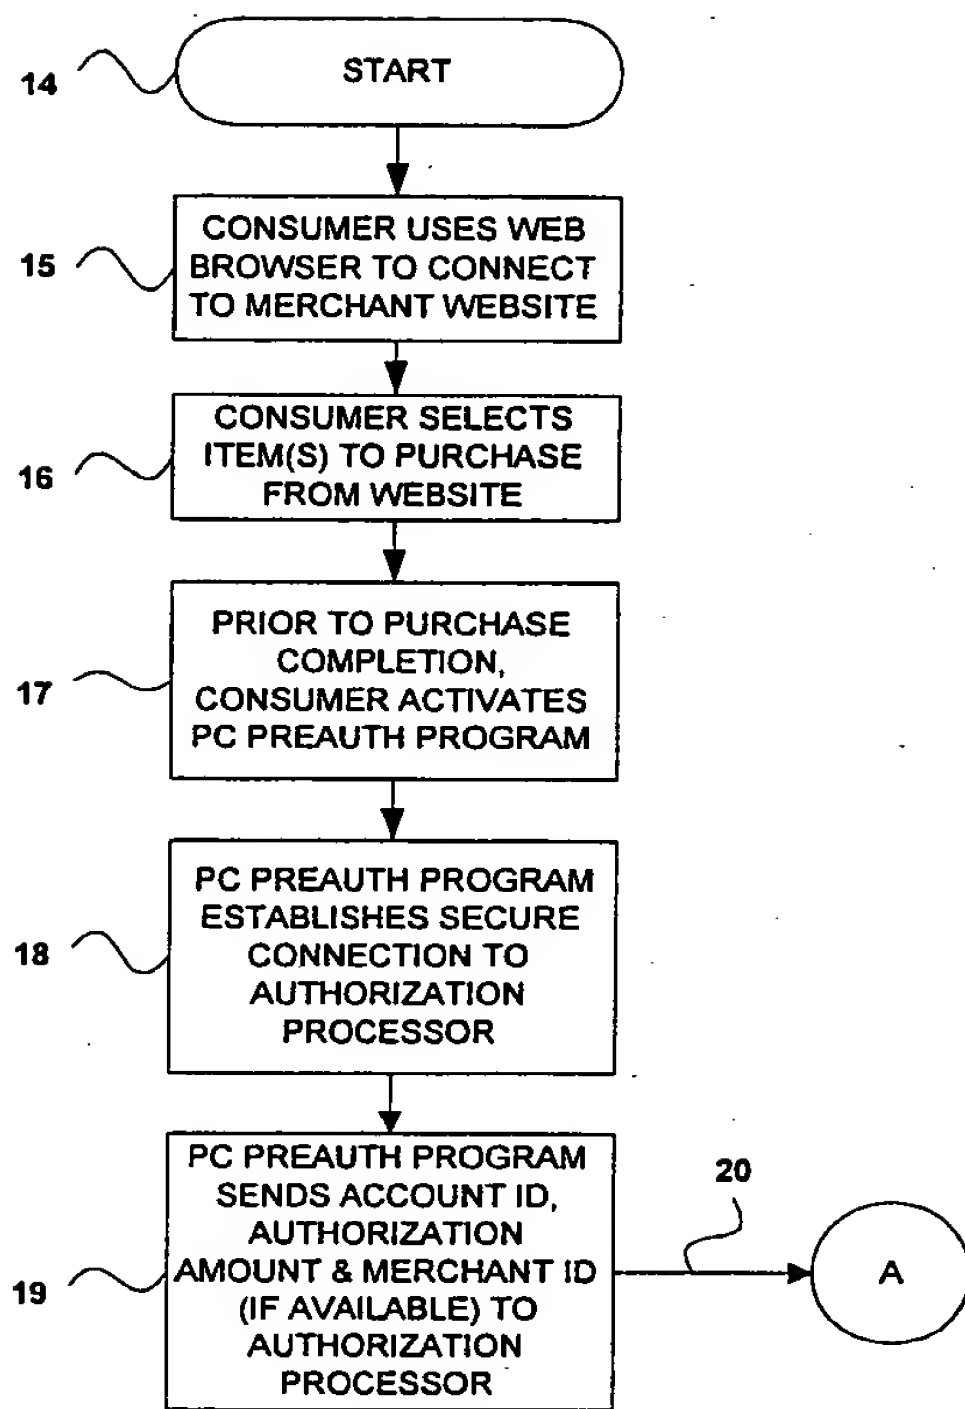 14
START
15
CONSUMER USES WEB
BROWSER TO CONNECT
TO MERCHANT WEBSITE
16
CONSUMER SELECTS
ITEM(S) TO PURCHASE
FROM WEBSITE
17
PRIOR TO PURCHASE
COMPLETION,
CONSUMER ACTIVATES
PC PREAUTH PROGRAM
18
PC PREAUTH PROGRAM
ESTABLISHES SECURE
CONNECTION TO
AUTHORIZATION
PROCESSOR
19
PC PREAUTH PROGRAM
SENDS ACCOUNT ID,
AUTHORIZATION
AMOUNT & MERCHANT ID
(IF AVAILABLE) TO
AUTHORIZATION
PROCESSOR
20
A